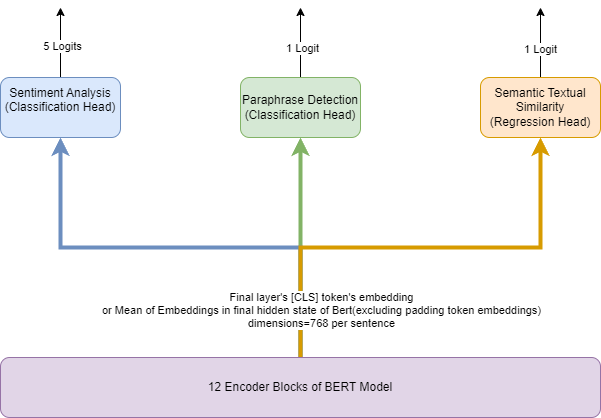 5 Logits
1 Logit
1 Logit
Sentiment Analysis
(Classification Head)
Paraphrase Detection
(Classification Head)
Semantic Textual
Similarity
(Regression Head)
Final layer's [CLS] token's embedding
or Mean of Embeddings in final hidden state of Bert(excluding padding token embeddings)
dimensions=768 per sentence
12 Encoder Blocks of BERT Model